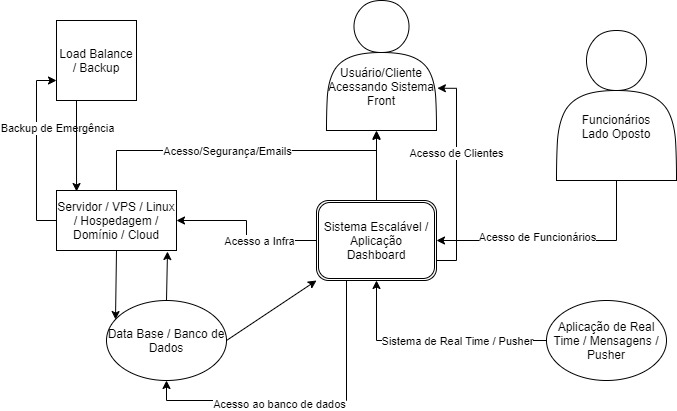 Load Balance
/ Backup
Usuário/Cliente
Acessando Sistema
Front
Funcionários
Lado Oposto
Backup de Emergência
Acesso/Segurança/Emails
Acesso de Clientes
Servidor / VPS / Linux
/ Hospedagem /
Domínio / Cloud
Acesso a Infra
Sistema Escalável /
Aplicação
Dashboard
Acesso de Funcionários
Data Base / Banco de
Dados
Sistema de Real Time / Pusher
Aplicação de Real
Time / Mensagens /
Pusher
Acesso ao banco de dados